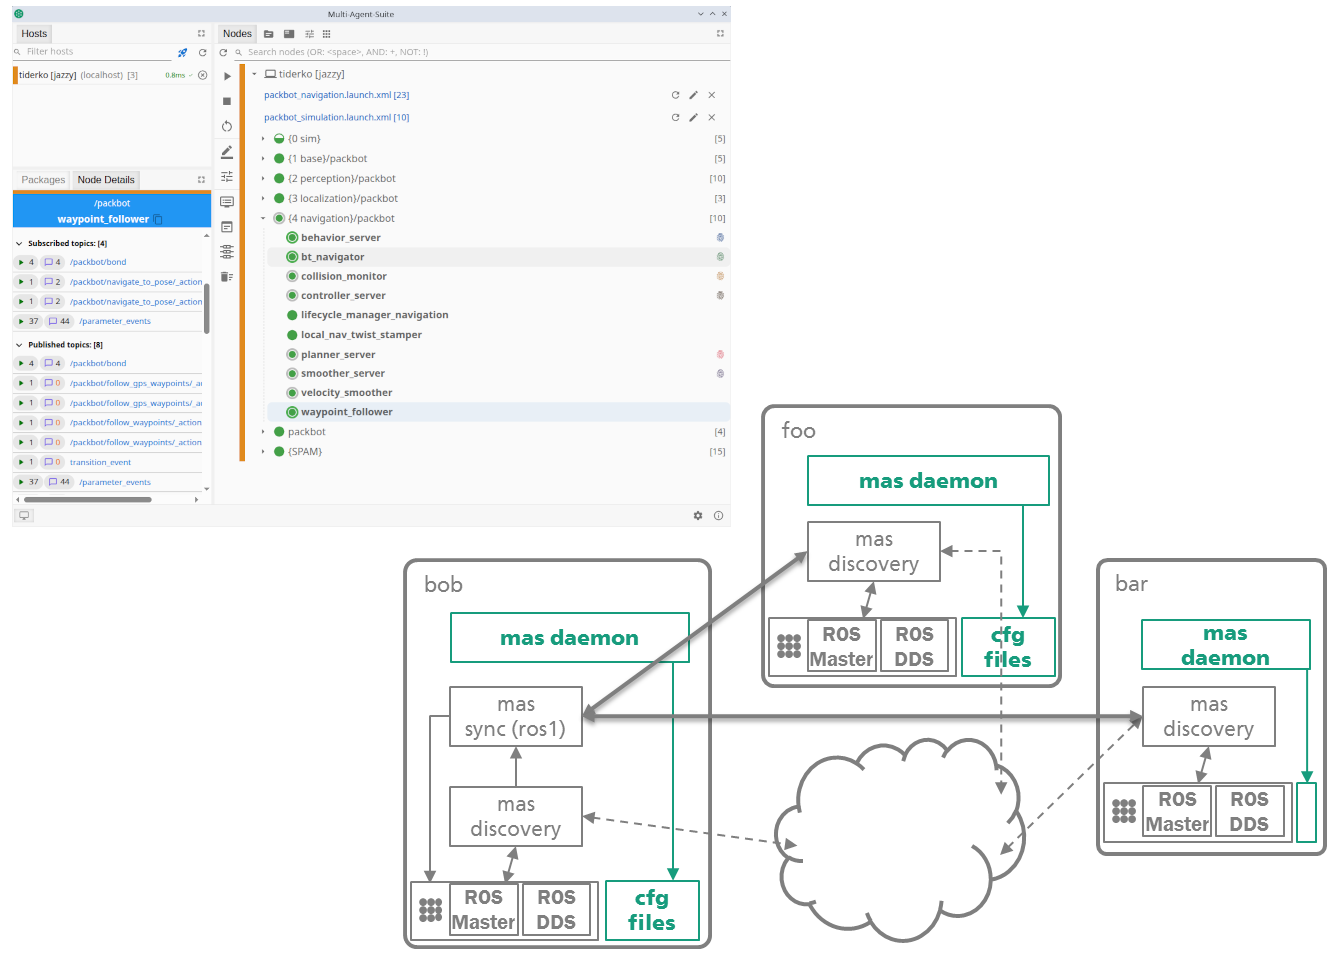 Multi-Agent-Suite
Hosts
Filter hosts
tiderko [jazzy] (localhost) [3] 0.8ms
Packages Node Details
/packbot
waypoint_follower
Subscribed topics: [4]
4 4 /packbot/bond
1 2 /packbot/navigate_to_pose/_action
1 2 /packbot/navigate_to_pose/_action
37 44 /parameter_events
Published topics: [8]
4 4 /packbot/bond
1 0 /packbot/follow_gps_waypoints/_a
1 0 /packbot/follow_gps_waypoints/_a
1 0 /packbot/follow_waypoints/_action
1 0 /packbot/follow_waypoints/_action
1 0 transition_event
37 44 /parameter_events
Nodes
Search nodes (OR: <space>, AND: +, NOT: !)
tiderko [jazzy]
packbot_navigation.launch.xml [23]
packbot_simulation.launch.xml [10]
{0 sim} [5]
{1 base}/packbot [5]
{2 perception}/packbot [10]
{3 localization}/packbot [3]
{4 navigation}/packbot [10]
behavior_server
bt_navigator
collision_monitor
controller_server
lifecycle_manager_navigation
local_nav_twist_stamper
planner_server
smoother_server
velocity_smoother
waypoint_follower
packbot [4]
{SPAM} [15]
foo
mas daemon
mas
discovery
ROS
Master
ROS
DDS
cfg
files
bob
mas daemon
mas
sync (ros1)
mas
discovery
ROS
Master
ROS
DDS
cfg
files
bar
mas
daemon
mas
discovery
ROS
Master
ROS
DDS